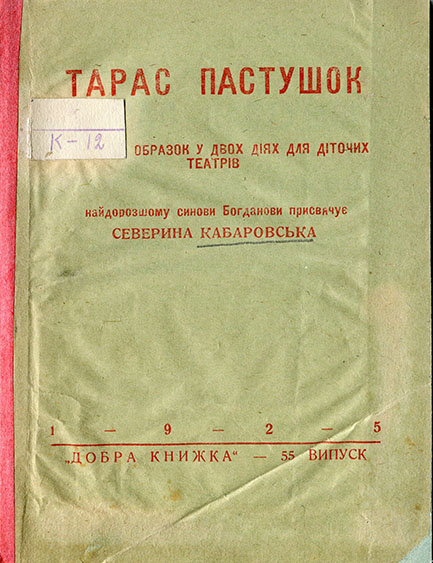 ТАРАС ПАСТУШОК
К – 12
ОБРАЗОК У ДВОХ ДІЯХ ДЛЯ ДІТОЧИХ
ТЕАТРІВ
найдорозшому синови Богданови присвячує
СЕВЕРИНА КАБАРОВСЬКА
1 — 9 — 2 — 5
„ДОБРА КНИЖКА" — 55 ВИПУСК